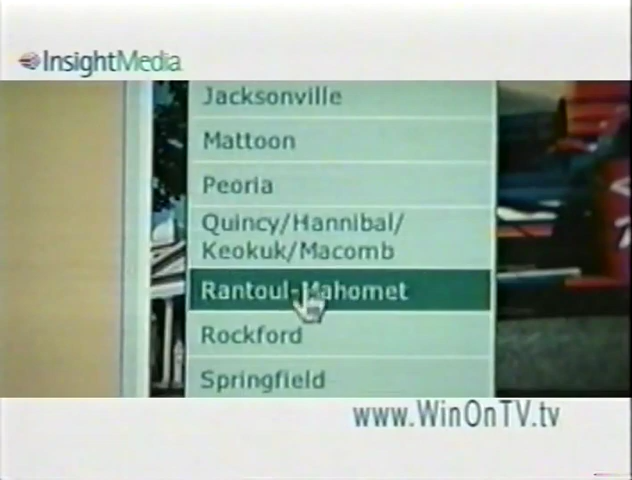 InsightMedia
Jacksonville
Mattoon
Peoria
Quincy/Hannibal/
Keokuk/Macomb
Rantoul-Mahomet
Rockford
Springfield
www.WinOnTV.tv